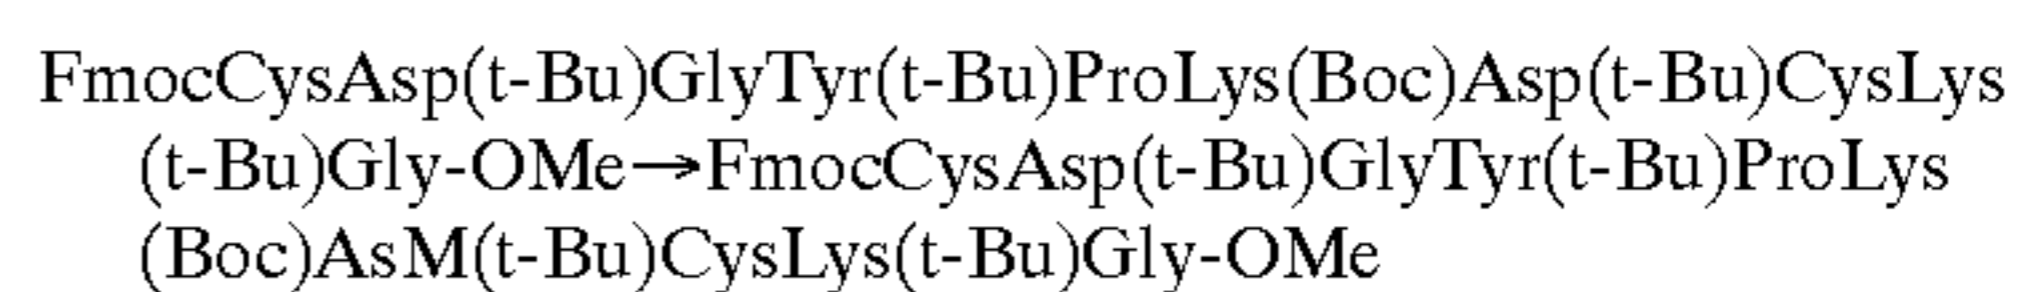 FmocCysAsp(t-Bu)GlyTyr(t-Bu)ProLys(Boc)Asp(t-Bu)CysLys
(t-Bu)Gly-OMe→FmocCysAsp(t-Bu)GlyTyr(t-Bu)ProLys
(Boc)AsM(t-Bu)CysLys(t-Bu)Gly-OMe